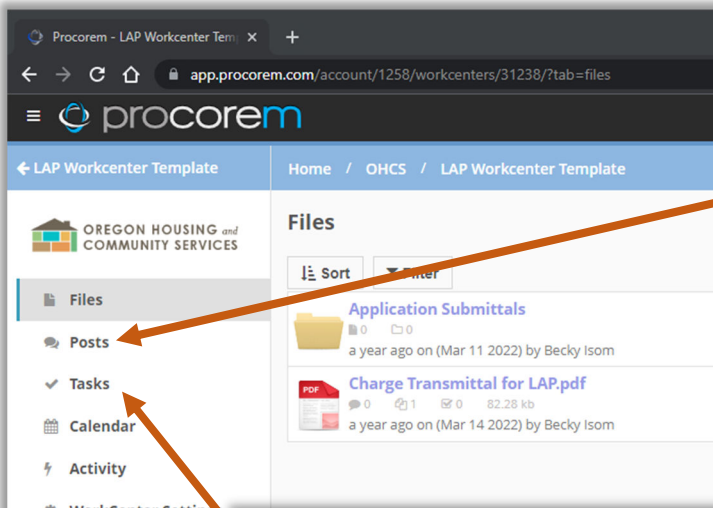 Procorem - LAP Workcenter Tem
app.procorem.com/account/1258/workcenters/31238/?tab=files
procorem
LAP Workcenter Template
Home / OHCS / LAP Workcenter Template
OREGON HOUSING and
COMMUNITY SERVICES
Files
Sort Filter
Files
Posts
Tasks
Calendar
Activity
Application Submittals
0 0
a year ago on (Mar 11 2022) by Becky Isom
PDF
Charge Transmittal for LAP.pdf
0 1 0 82.28 kb
a year ago on (Mar 14 2022) by Becky Isom